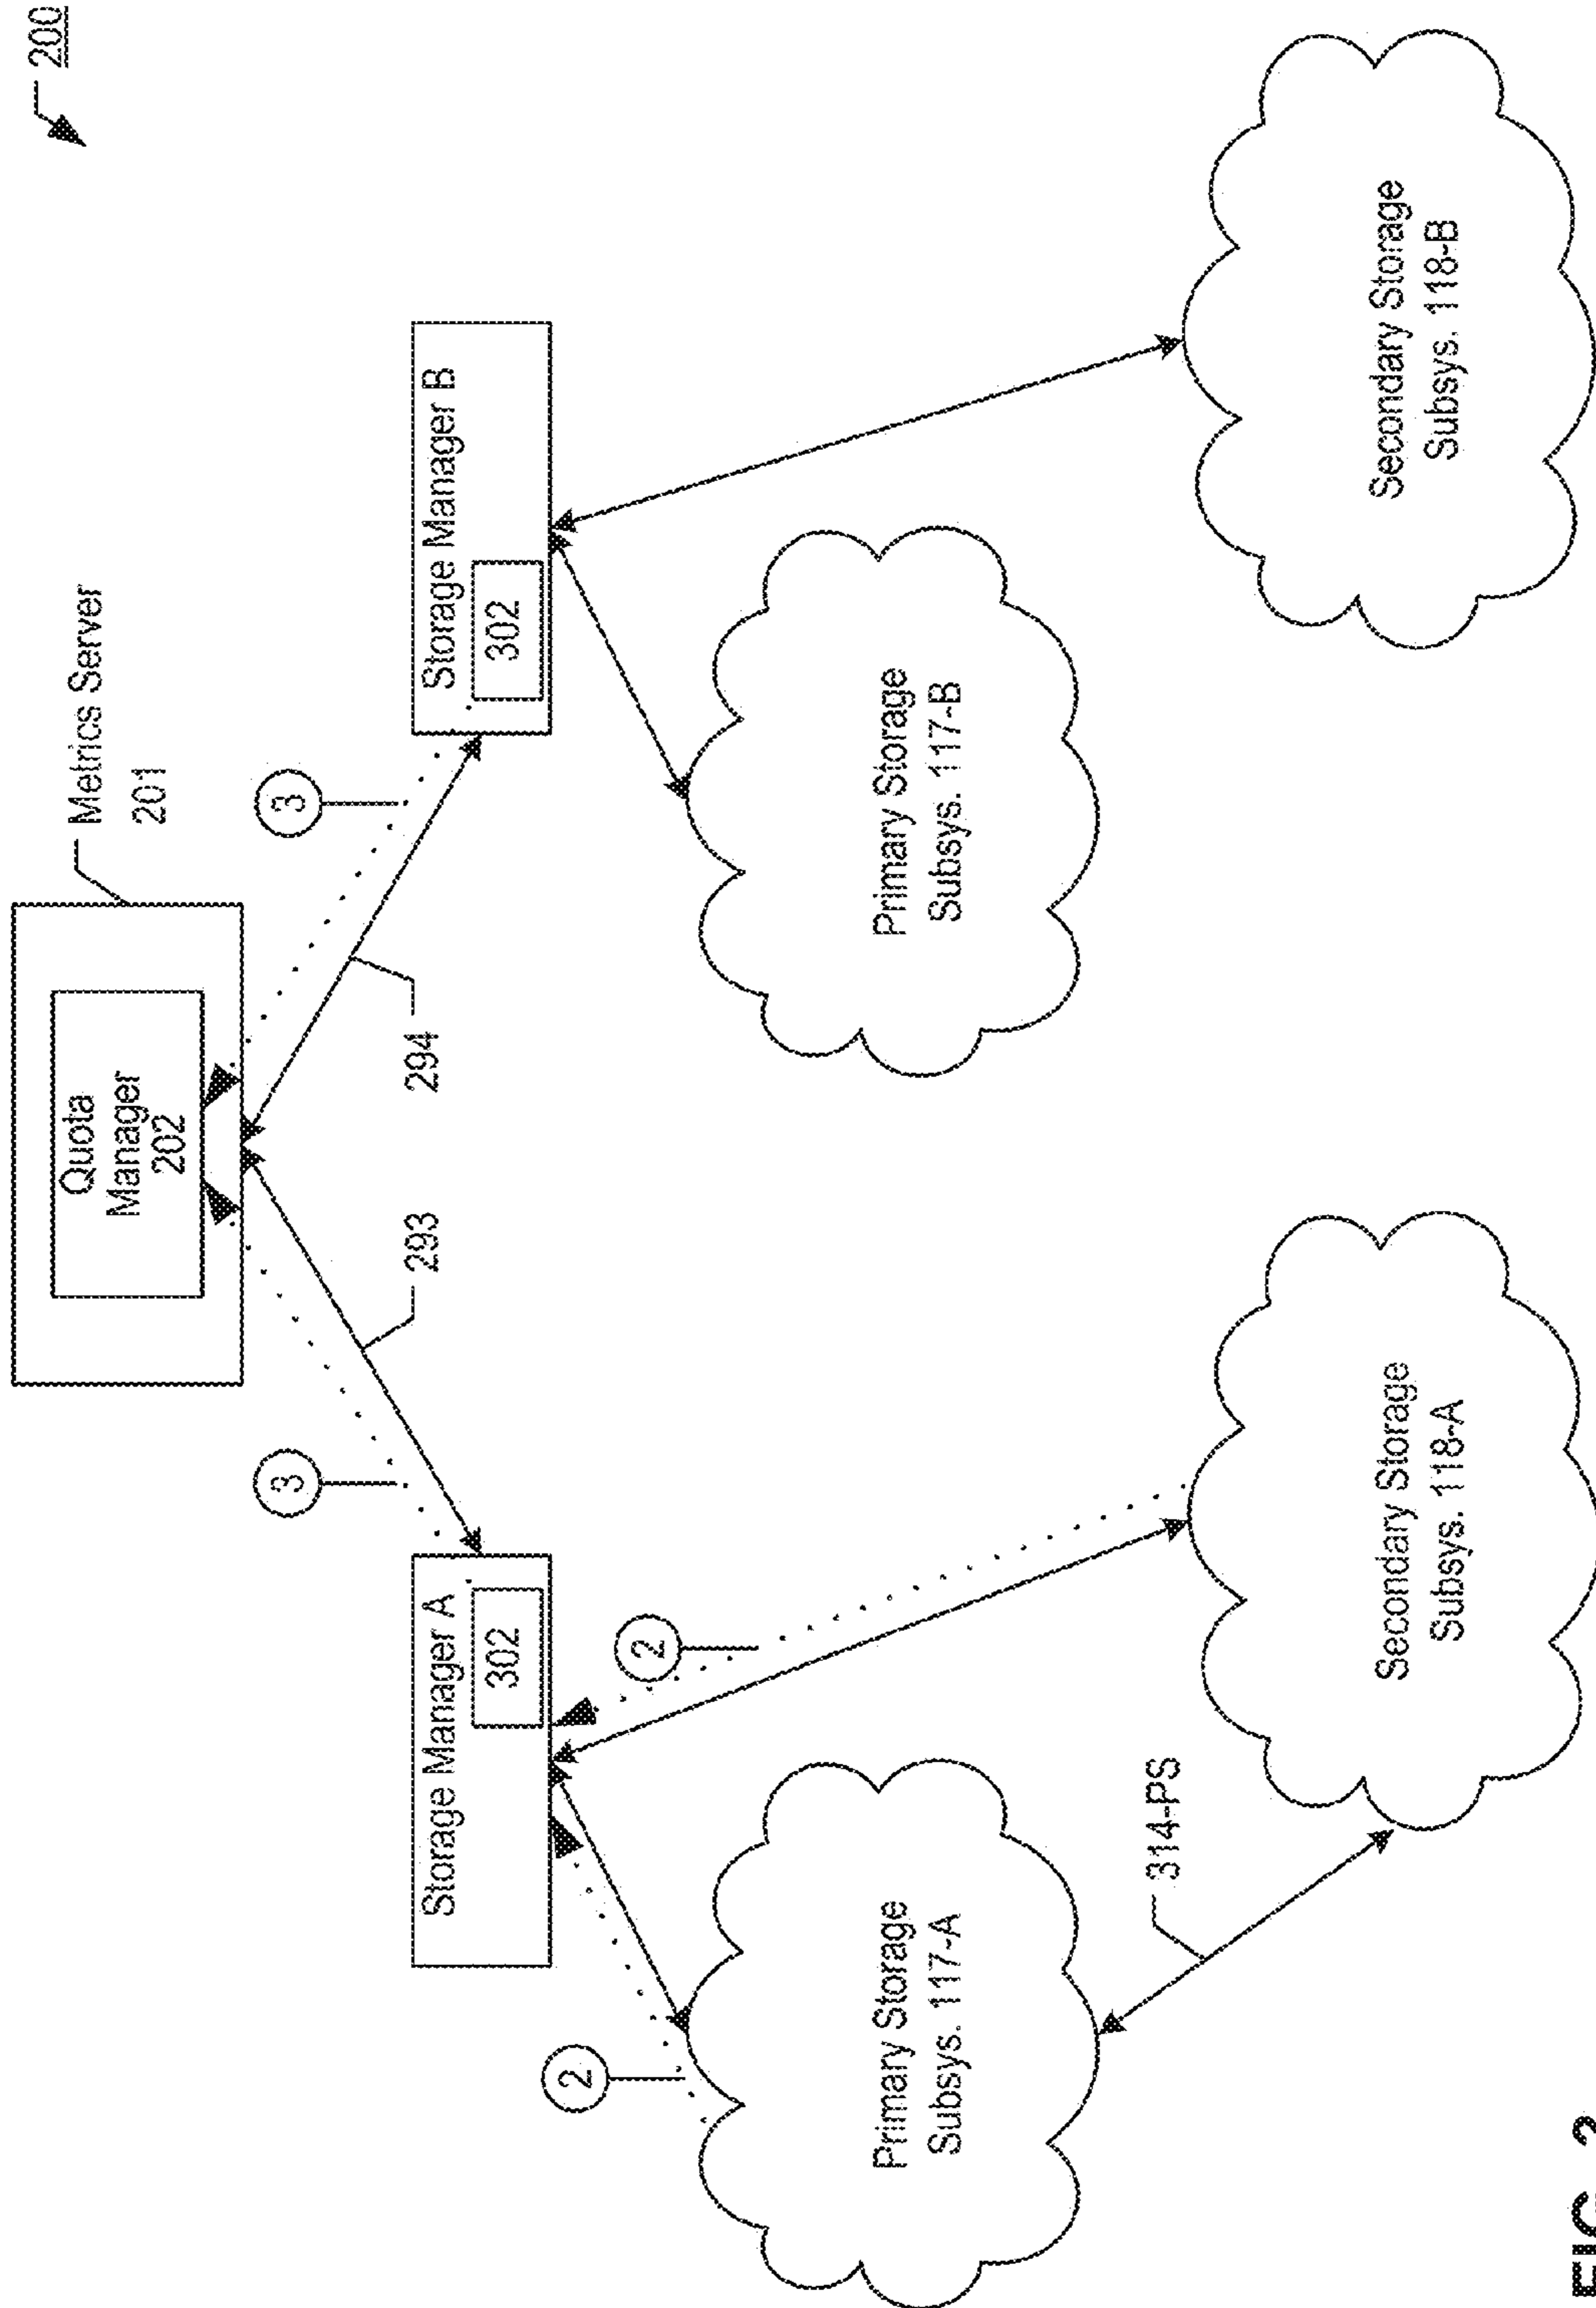 200
Metrics Server
201
Quota
Manager
202
3
3
293
294
Storage Manager A
302
Storage Manager B
302
2
2
Primary Storage
Subsys. 117-A
Primary Storage
Subsys. 117-B
314-PS
Secondary Storage
Subsys. 118-A
Secondary Storage
Subsys. 118-B
FIG. 2